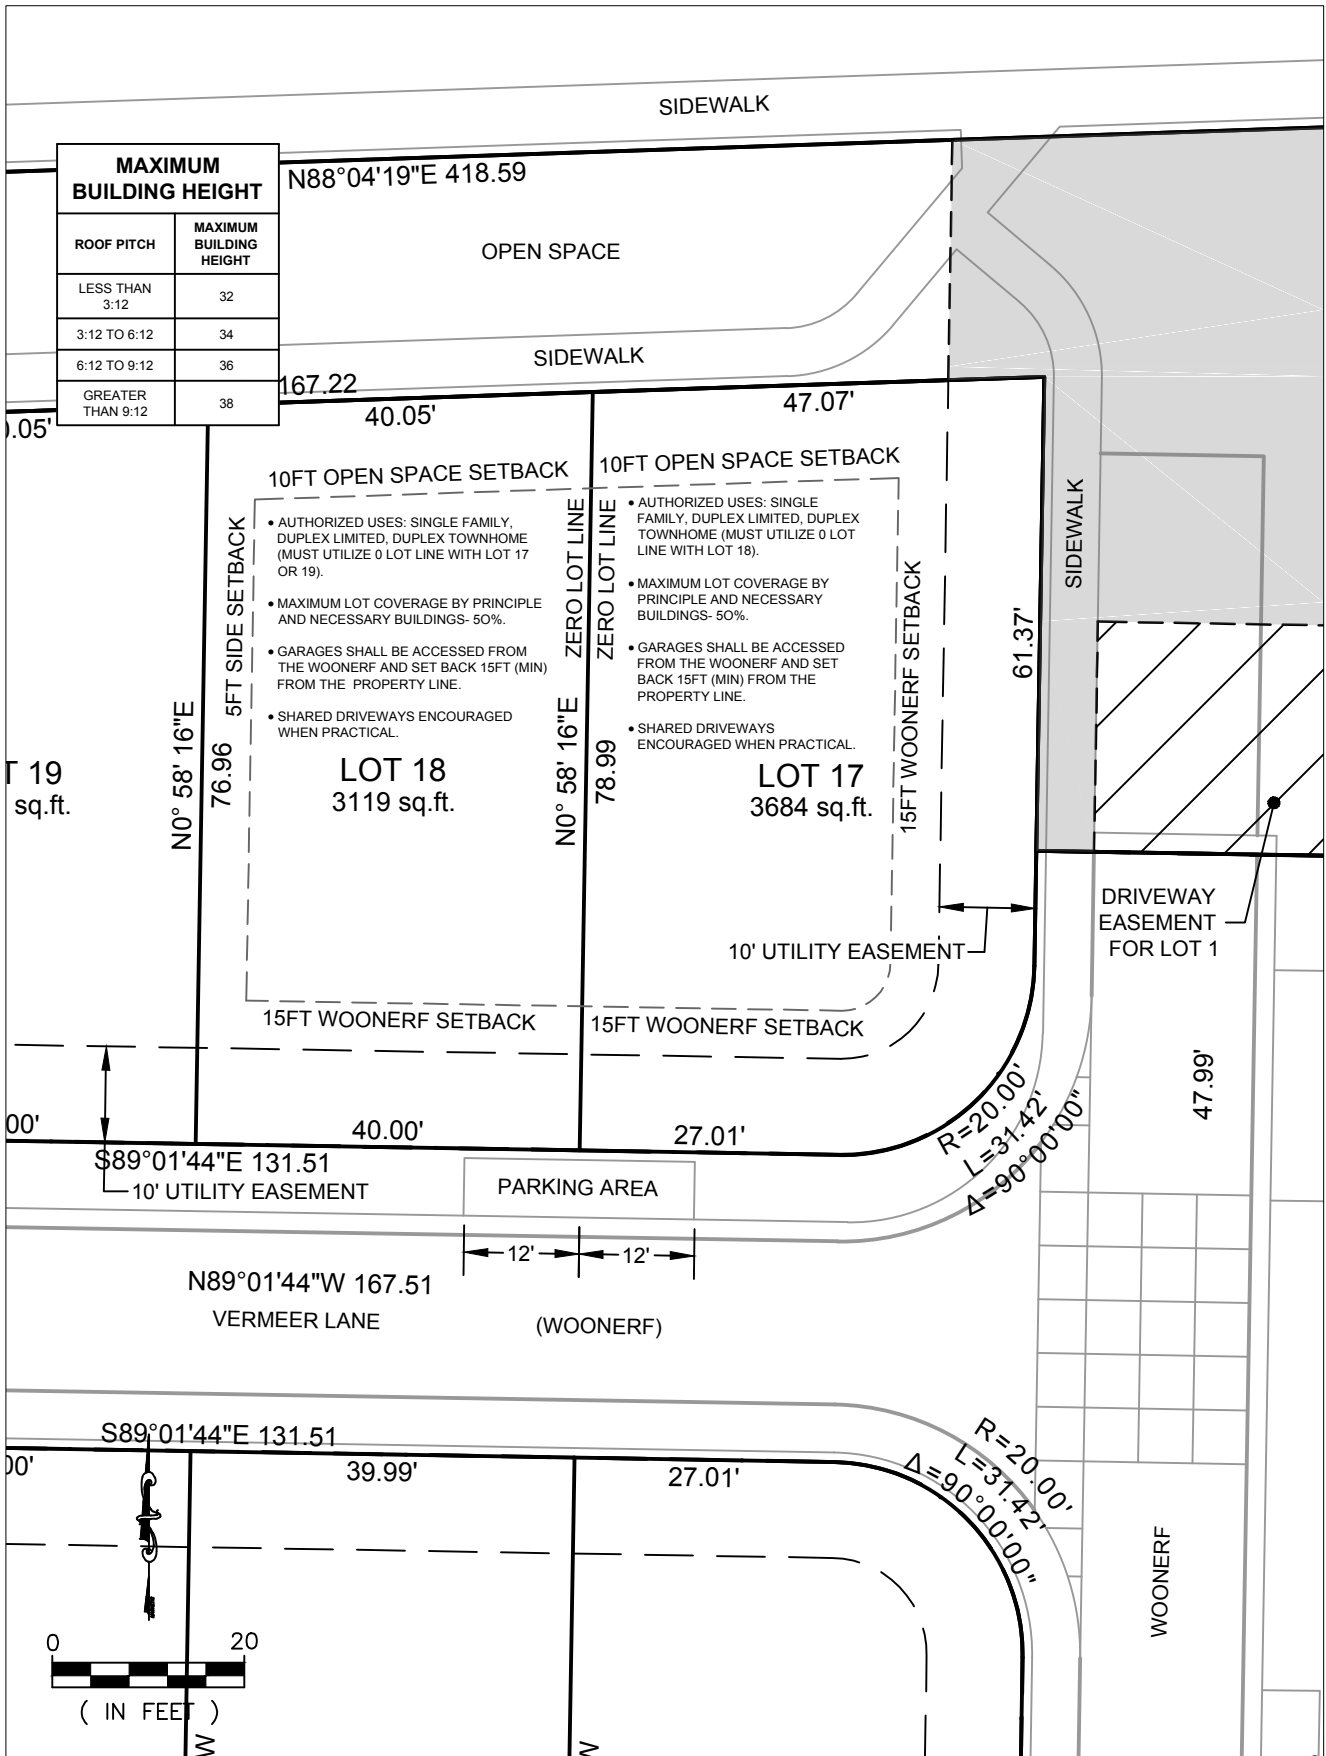 SIDEWALK
MAXIMUM
BUILDING HEIGHT
ROOF PITCH
MAXIMUM
BUILDING
HEIGHT
LESS THAN
3:12
32
3:12 TO 6:12
34
6:12 TO 9:12
36
GREATER
THAN 9:12
38
N88°04'19"E 418.59
OPEN SPACE
SIDEWALK
167.22
.05'
40.05'
47.07'
10FT OPEN SPACE SETBACK
10FT OPEN SPACE SETBACK
5FT SIDE SETBACK
• AUTHORIZED USES: SINGLE FAMILY,
DUPLEX LIMITED, DUPLEX TOWNHOME
(MUST UTILIZE 0 LOT LINE WITH LOT 17
OR 19).
• MAXIMUM LOT COVERAGE BY PRINCIPLE
AND NECESSARY BUILDINGS- 5O%.
• GARAGES SHALL BE ACCESSED FROM
THE WOONERF AND SET BACK 15FT (MIN)
FROM THE PROPERTY LINE.
• SHARED DRIVEWAYS ENCOURAGED
WHEN PRACTICAL.
ZERO LOT LINE
ZERO LOT LINE
• AUTHORIZED USES: SINGLE
FAMILY, DUPLEX LIMITED, DUPLEX
TOWNHOME (MUST UTILIZE 0 LOT
LINE WITH LOT 18).
• MAXIMUM LOT COVERAGE BY
PRINCIPLE AND NECESSARY
BUILDINGS- 5O%.
• GARAGES SHALL BE ACCESSED
FROM THE WOONERF AND SET
BACK 15FT (MIN) FROM THE
PROPERTY LINE.
• SHARED DRIVEWAYS
ENCOURAGED WHEN PRACTICAL.
15FT WOONERF SETBACK
61.37'
SIDEWALK
T 19
sq.ft.
N0° 58' 16"E
76.96
LOT 18
3119 sq.ft.
N0° 58' 16"E
78.99
LOT 17
3684 sq.ft.
DRIVEWAY
EASEMENT
FOR LOT 1
10' UTILITY EASEMENT
15FT WOONERF SETBACK
15FT WOONERF SETBACK
47.99'
00'
40.00'
27.01'
R=20.00'
L=31.42'
Δ=90°00'00"
S89°01'44"E 131.51
10' UTILITY EASEMENT
PARKING AREA
12'
12'
N89°01'44"W 167.51
VERMEER LANE
(WOONERF)
S89°01'44"E 131.51
00'
39.99'
27.01'
R=20.00'
L=31.42'
Δ=90°00'00"
WOONERF
0
20
( IN FEET )
W
W